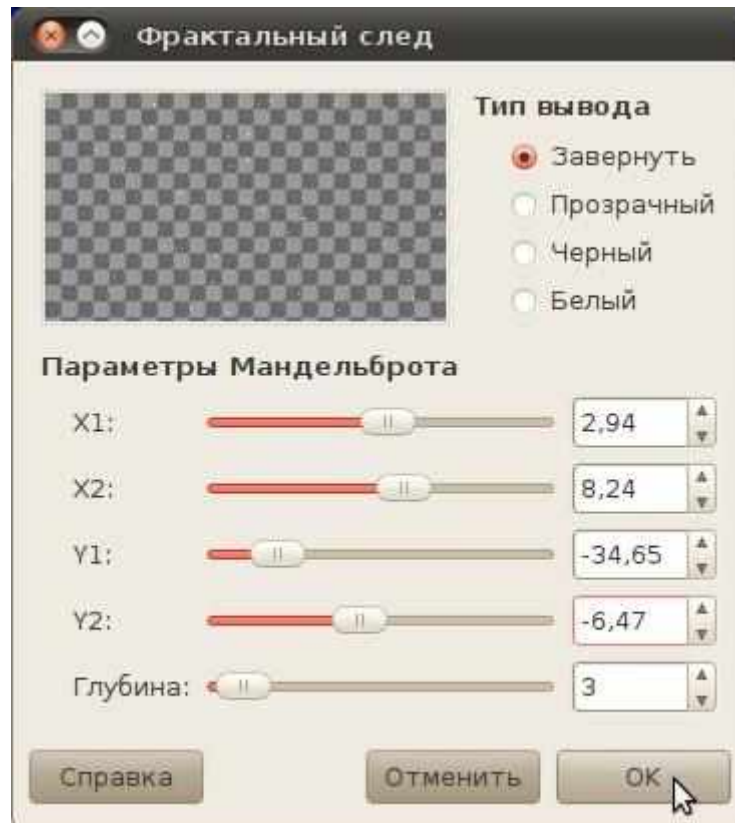 Фрактальный след
Тип вывода
Завернуть
Прозрачный
Черный
Белый
Параметры Мандельброта
X1: 2,94
X2: 8,24
Y1: -34,65
Y2: -6,47
Глубина: 3
Справка Отменить OK